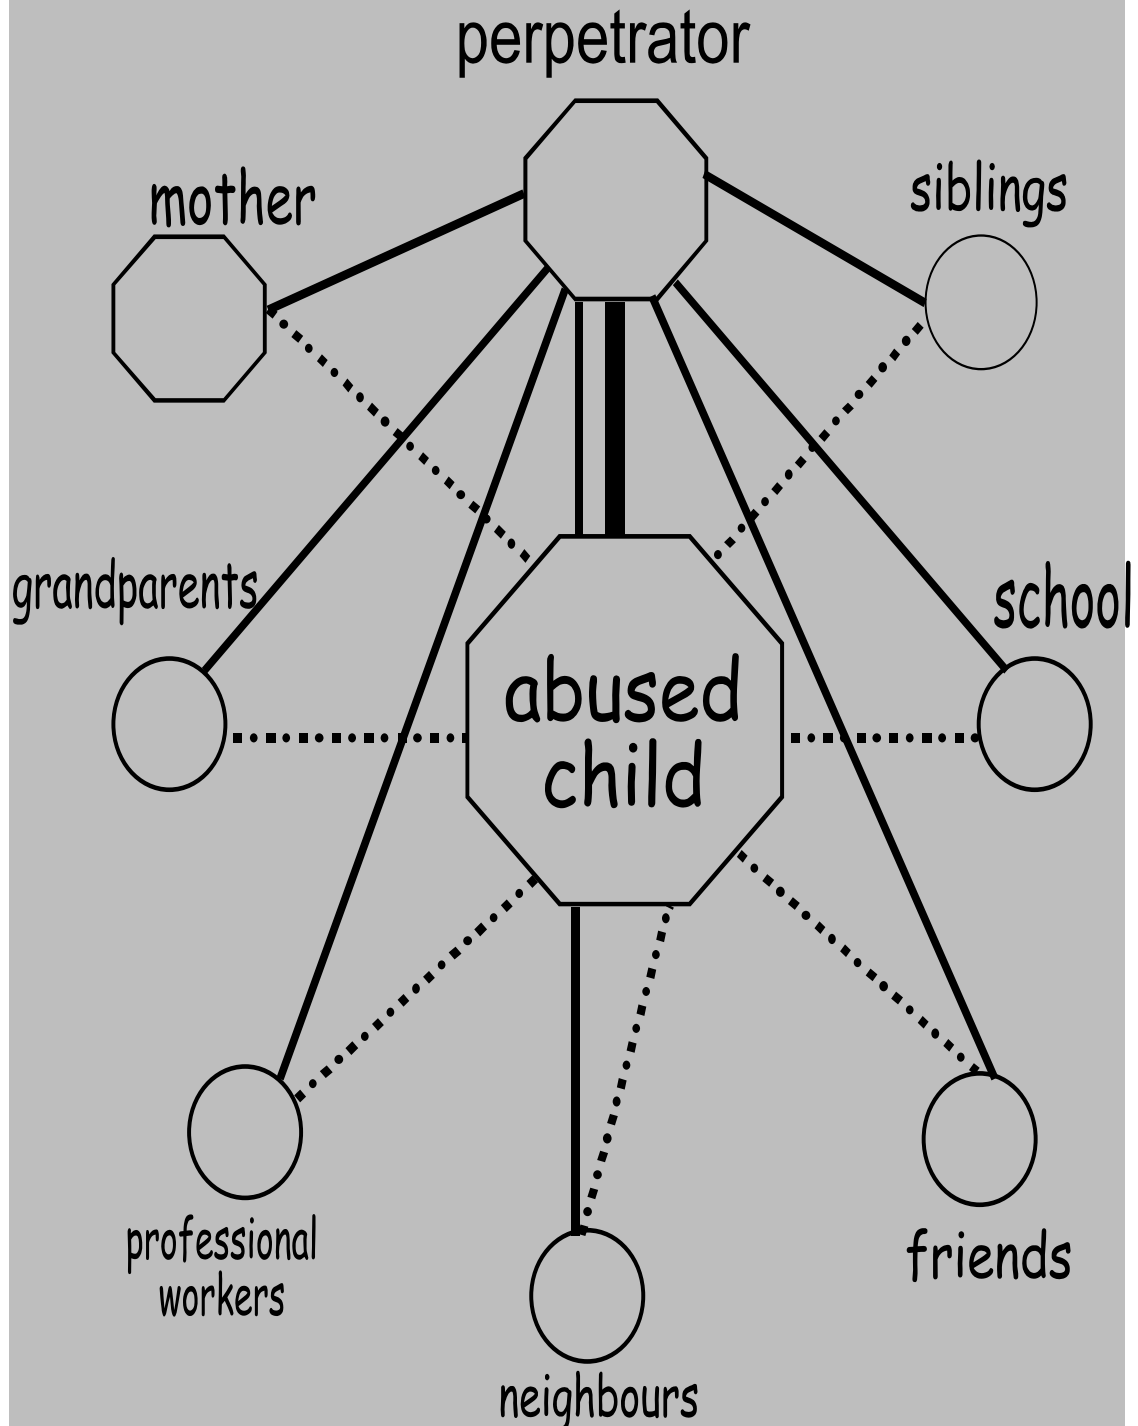 perpetrator
mother
siblings
grandparents
school
abused
child
professional
workers
friends
neighbours